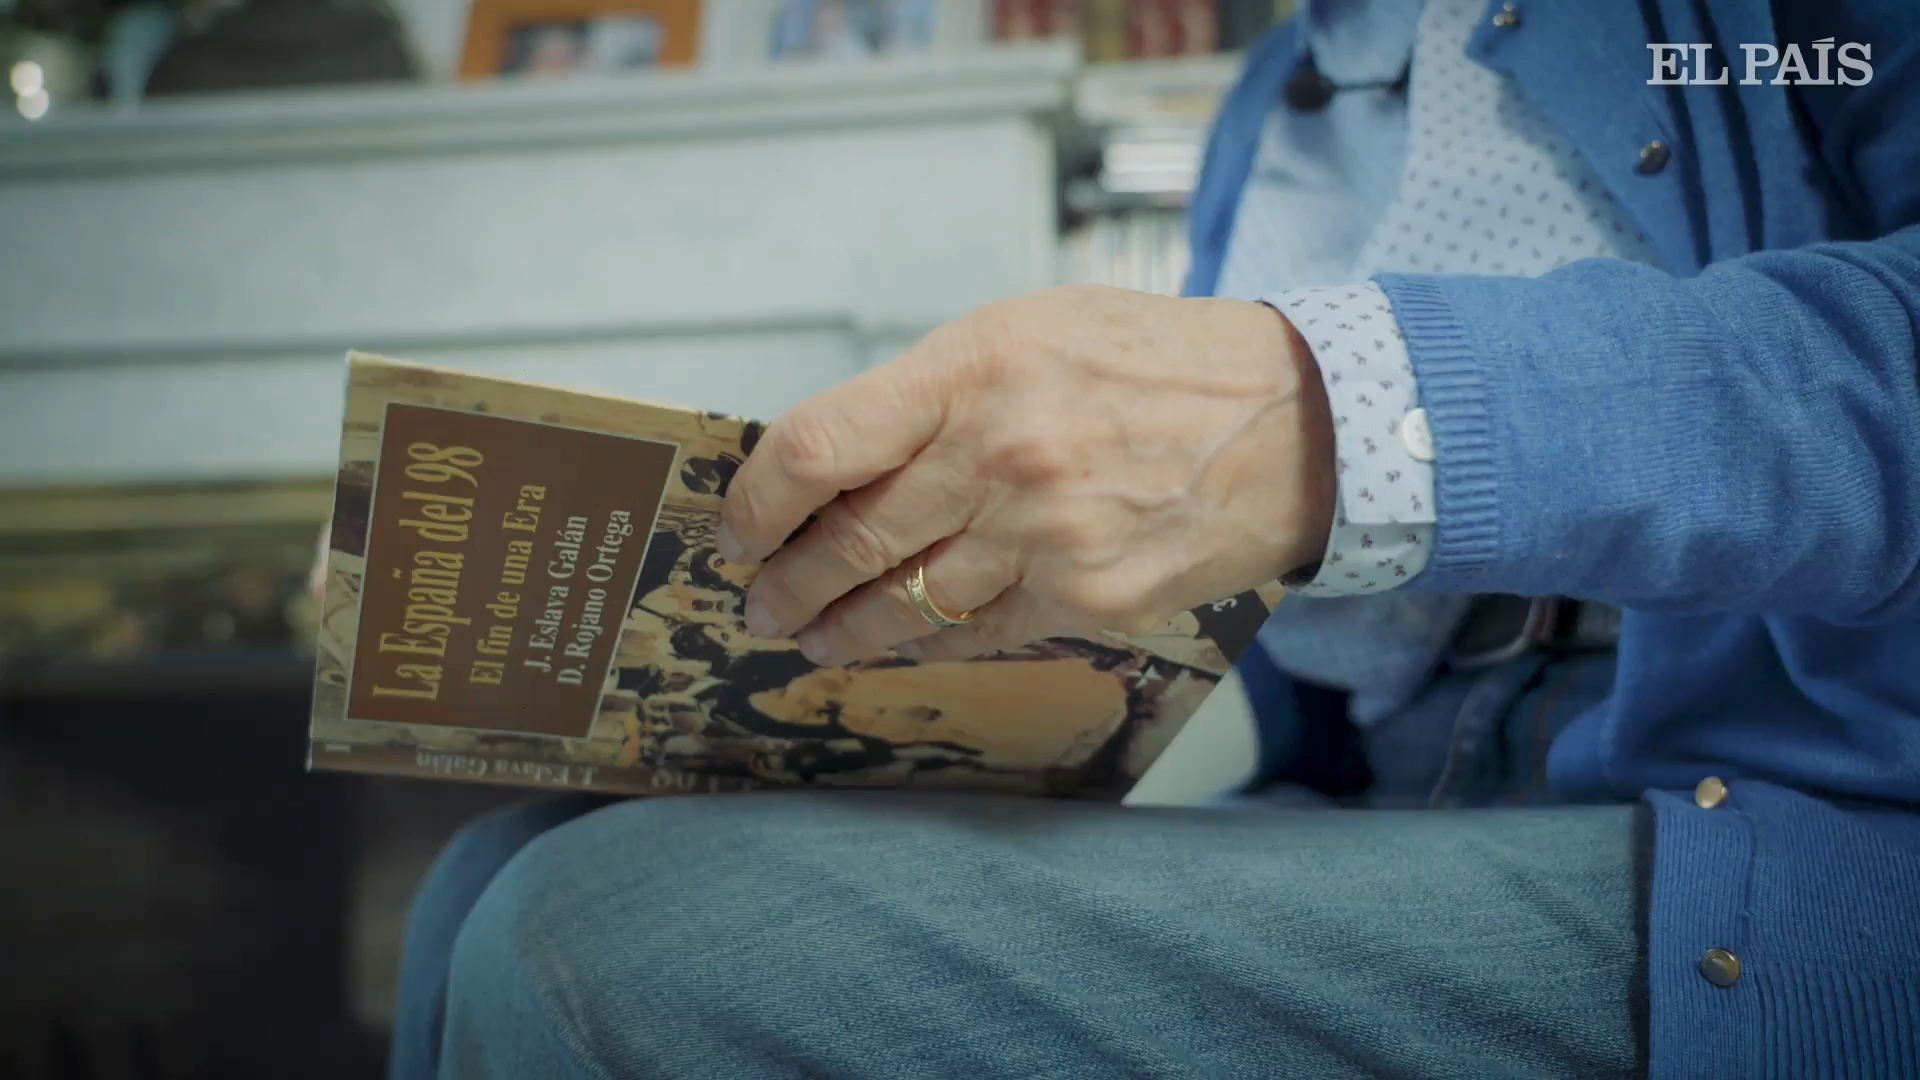 EL PAÍS
La España del 98
El fin de una Era
J. Eslava Galán
D. Rojano Ortega
J. Eslava Galán